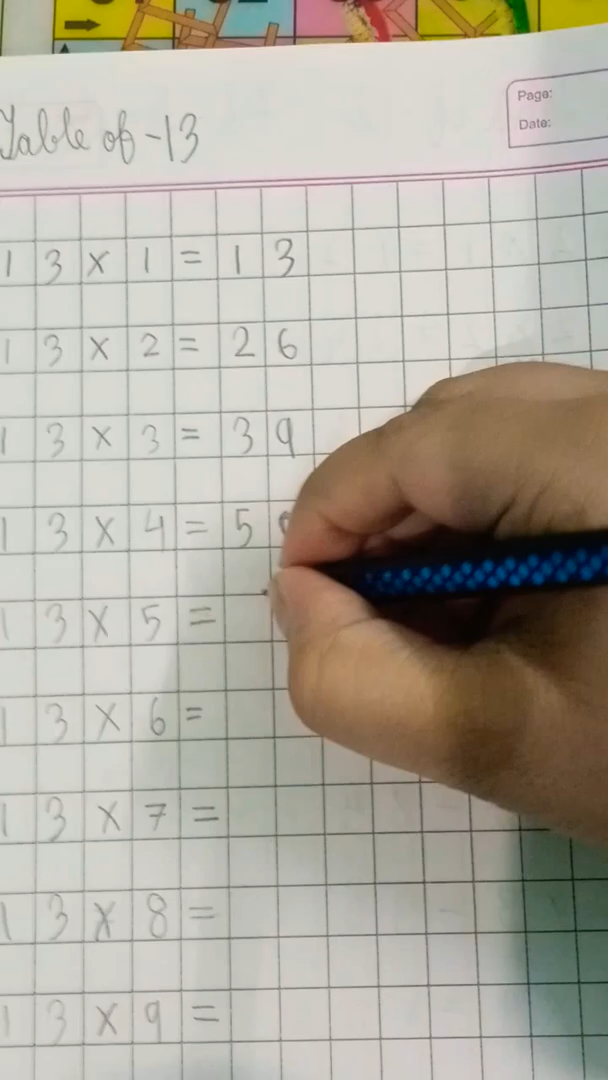 Page:
Date:
Table of -13
13 x 1 = 13
13 x 2 = 26
13 x 3 = 39
13 x 4 = 5
13 x 5 =
13 x 6 =
13 x 7 =
13 x 8 =
13 x 9 =